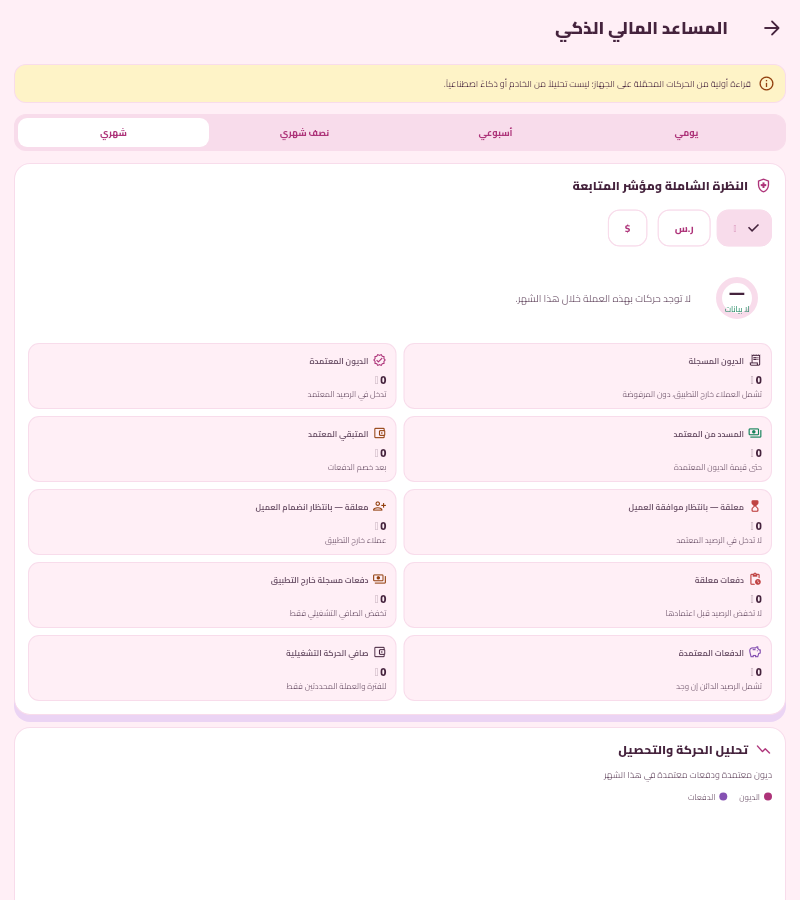 المساعد المالي الذكي
قراءة أولية من الحركات المحمّلة على الجهاز؛ ليست تحليلاً من الخادم أو ذكاءً اصطناعياً.
يومي
أسبوعي
نصف شهري
شهري
النظرة الشاملة ومؤشر المتابعة
ر.س
$
—
لا بيانات
لا توجد حركات بهذه العملة خلال هذا الشهر.
الديون المسجلة
0
تشمل العملاء خارج التطبيق، دون المرفوضة
الديون المعتمدة
0
تدخل في الرصيد المعتمد
المسدد من المعتمد
0
حتى قيمة الديون المعتمدة
المتبقي المعتمد
0
بعد خصم الدفعات
معلقة — بانتظار موافقة العميل
0
لا تدخل في الرصيد المعتمد
معلقة — بانتظار انضمام العميل
0
عملاء خارج التطبيق
دفعات معلقة
0
لا تخفض الرصيد قبل اعتمادها
دفعات مسجلة خارج التطبيق
0
تخفض الصافي التشغيلي فقط
الدفعات المعتمدة
0
تشمل الرصيد الدائن إن وجد
صافي الحركة التشغيلية
0
للفترة والعملة المحددتين فقط
تحليل الحركة والتحصيل
ديون معتمدة ودفعات معتمدة في هذا الشهر
الديون
الدفعات